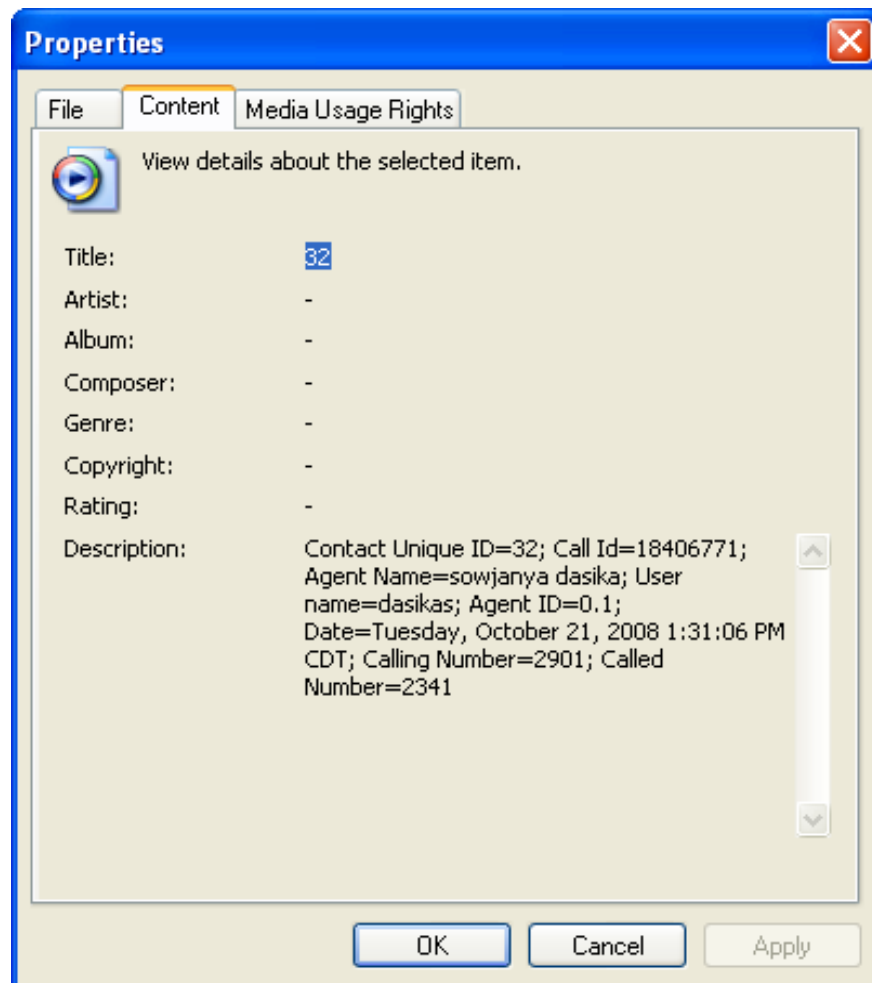 Properties
File Content Media Usage Rights
View details about the selected item.
Title: 32
Artist: -
Album: -
Composer: -
Genre: -
Copyright: -
Rating: -
Description: Contact Unique ID=32; Call Id=18406771;
Agent Name=sowjanya dasika; User
name=dasikas; Agent ID=0.1;
Date=Tuesday, October 21, 2008 1:31:06 PM
CDT; Calling Number=2901; Called
Number=2341
OK Cancel Apply